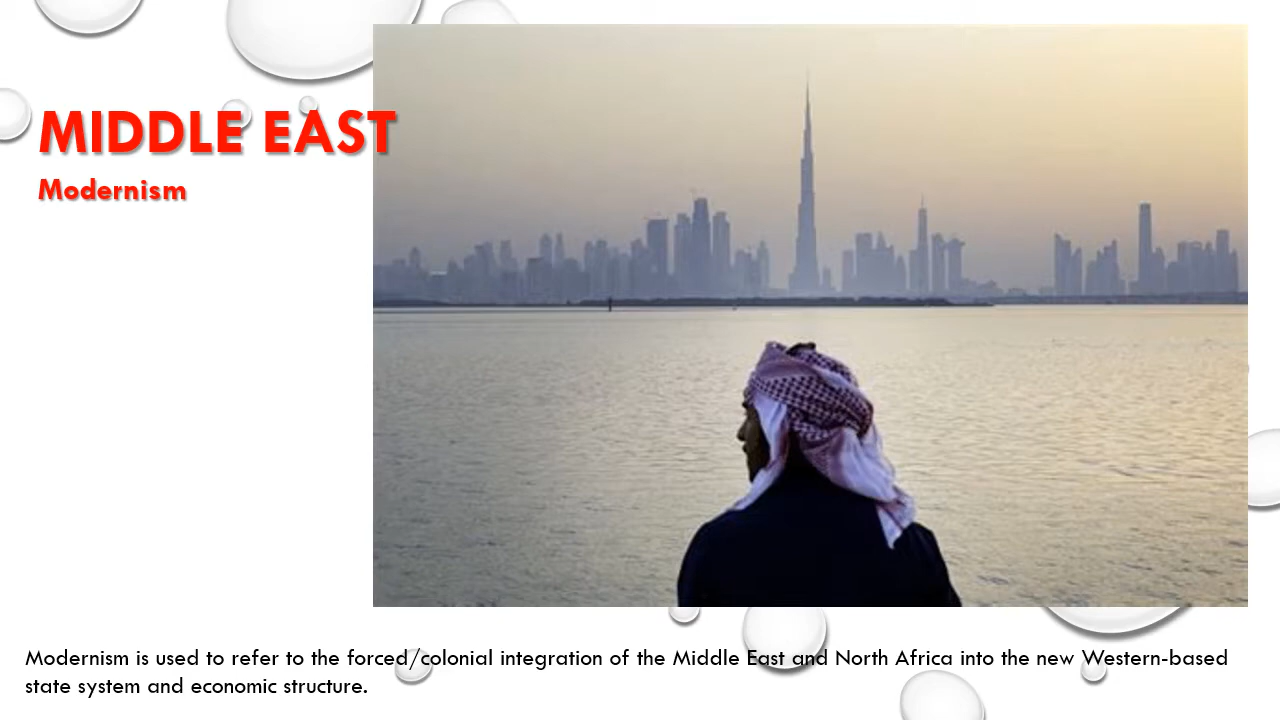 MIDDLE EAST
Modernism
Modernism is used to refer to the forced/colonial integration of the Middle East and North Africa into the new Western-based
state system and economic structure.